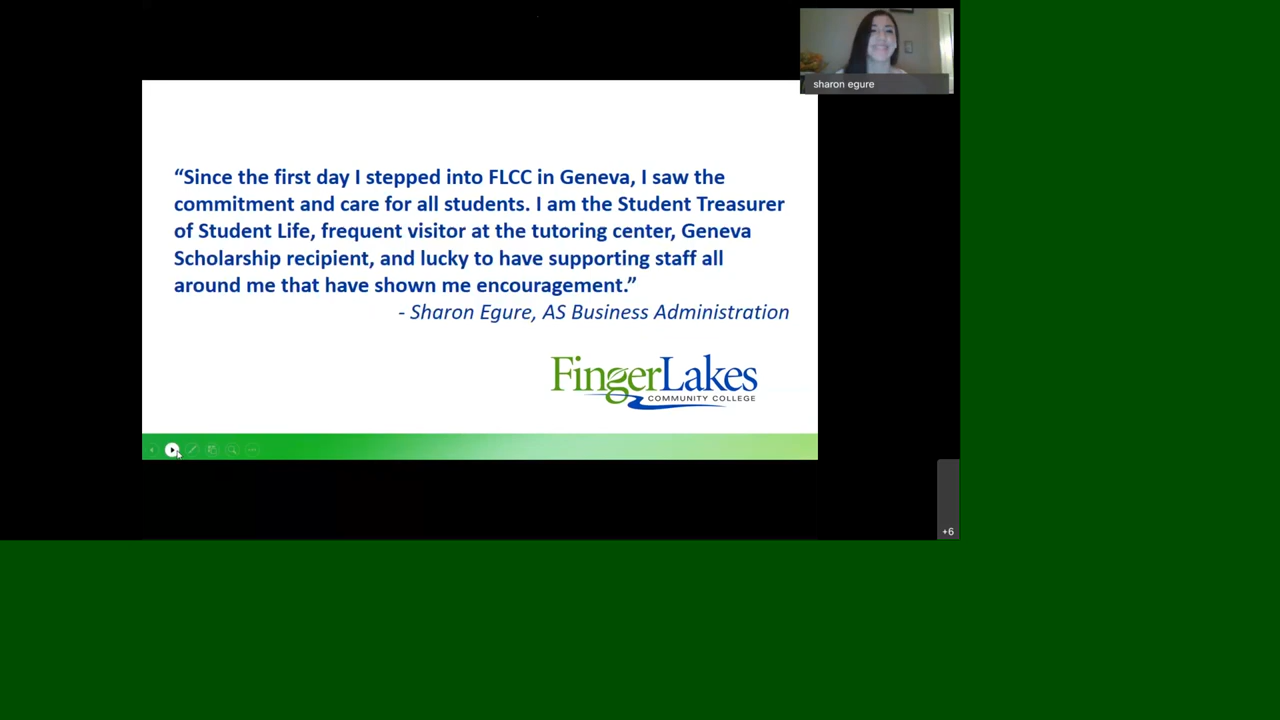 sharon egure
“Since the first day I stepped into FLCC in Geneva, I saw the
commitment and care for all students. I am the Student Treasurer
of Student Life, frequent visitor at the tutoring center, Geneva
Scholarship recipient, and lucky to have supporting staff all
around me that have shown me encouragement.”
- Sharon Egure, AS Business Administration
FingerLakes
COMMUNITY COLLEGE
+6